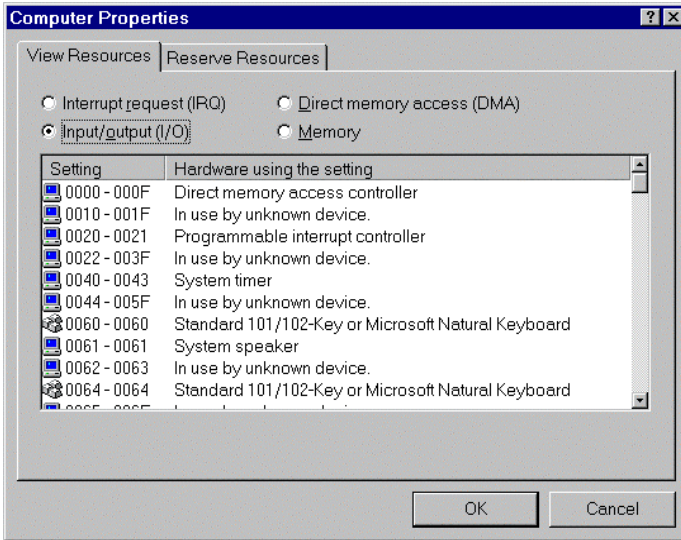 Computer Properties
View Resources Reserve Resources
Interrupt request (IRQ) Direct memory access (DMA)
Input/output (I/O) Memory
Setting Hardware using the setting
0000 - 000F Direct memory access controller
0010 - 001F In use by unknown device.
0020 - 0021 Programmable interrupt controller
0022 - 003F In use by unknown device.
0040 - 0043 System timer
0044 - 005F In use by unknown device.
0060 - 0060 Standard 101/102-Key or Microsoft Natural Keyboard
0061 - 0061 System speaker
0062 - 0063 In use by unknown device.
0064 - 0064 Standard 101/102-Key or Microsoft Natural Keyboard
OK Cancel